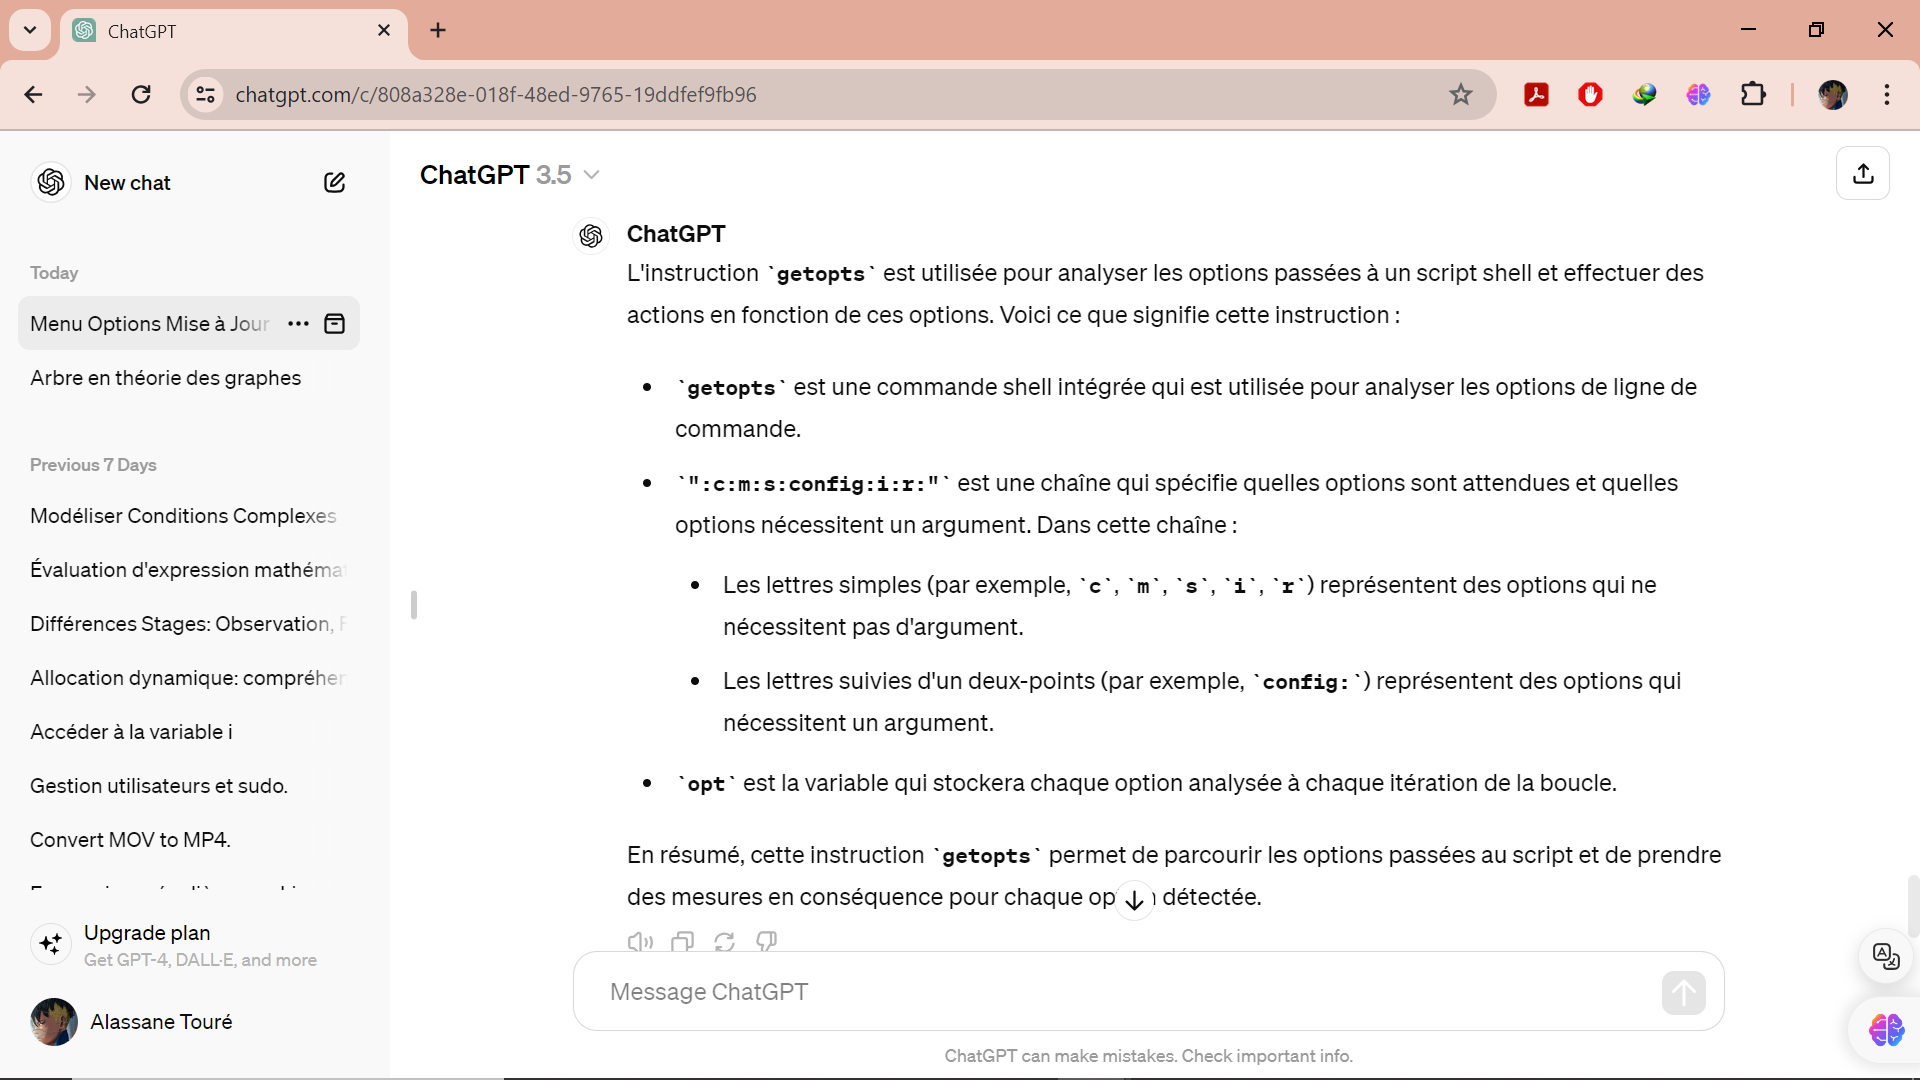 ChatGPT
chatgpt.com/c/808a328e-018f-48ed-9765-19ddfef9fb96
New chat
Today
Menu Options Mise à Jour
Arbre en théorie des graphes
Previous 7 Days
Modéliser Conditions Complexes
Évaluation d'expression mathéma
Différences Stages: Observation,
Allocation dynamique: compréhen
Accéder à la variable i
Gestion utilisateurs et sudo.
Convert MOV to MP4.
Upgrade plan
Get GPT-4, DALL·E, and more
Alassane Touré
ChatGPT 3.5
ChatGPT
L'instruction `getopts` est utilisée pour analyser les options passées à un script shell et effectuer des
actions en fonction de ces options. Voici ce que signifie cette instruction :
• `getopts` est une commande shell intégrée qui est utilisée pour analyser les options de ligne de
commande.
• `":c:m:s:config:i:r:"` est une chaîne qui spécifie quelles options sont attendues et quelles
options nécessitent un argument. Dans cette chaîne :
• Les lettres simples (par exemple, `c`, `m`, `s`, `i`, `r`) représentent des options qui ne
nécessitent pas d'argument.
• Les lettres suivies d'un deux-points (par exemple, `config:`) représentent des options qui
nécessitent un argument.
• `opt` est la variable qui stockera chaque option analysée à chaque itération de la boucle.
En résumé, cette instruction `getopts` permet de parcourir les options passées au script et de prendre
des mesures en conséquence pour chaque op détectée.
Message ChatGPT
ChatGPT can make mistakes. Check important info.